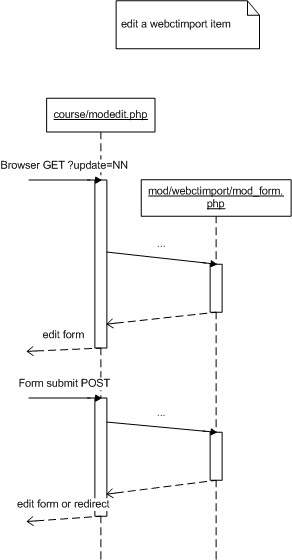 edit a webctimport item
course/modedit.php
Browser GET ?update=NN
mod/webctimport/mod_form.
php
...
edit form
Form submit POST
...
edit form or redirect